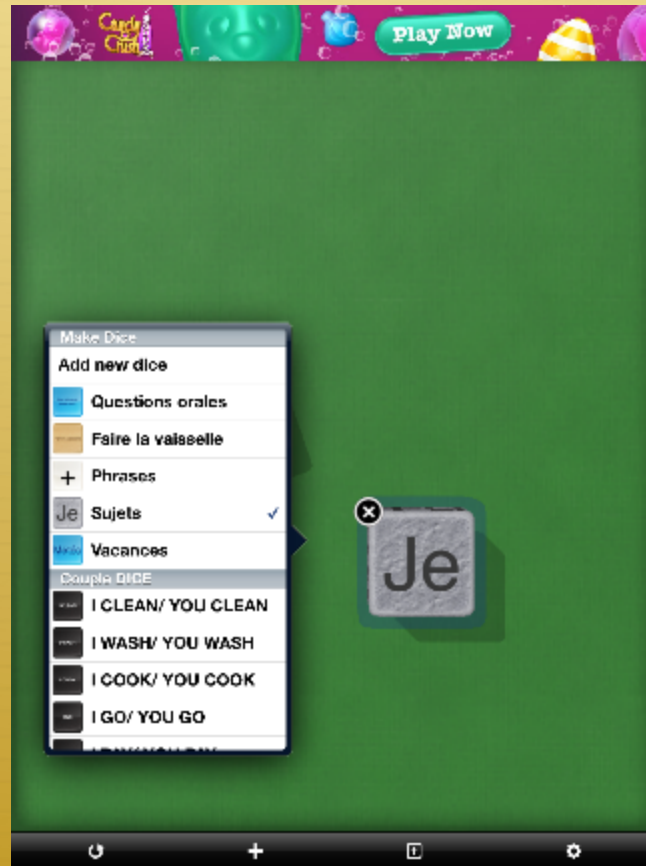 Candy
Crush
Play Now
Make Dice
Add new dice
Questions orales
Faire la vaisselle
+ Phrases
Je Sujets
Vacances
Couple DICE
I CLEAN/ YOU CLEAN
I WASH/ YOU WASH
I COOK/ YOU COOK
I GO/ YOU GO
Je